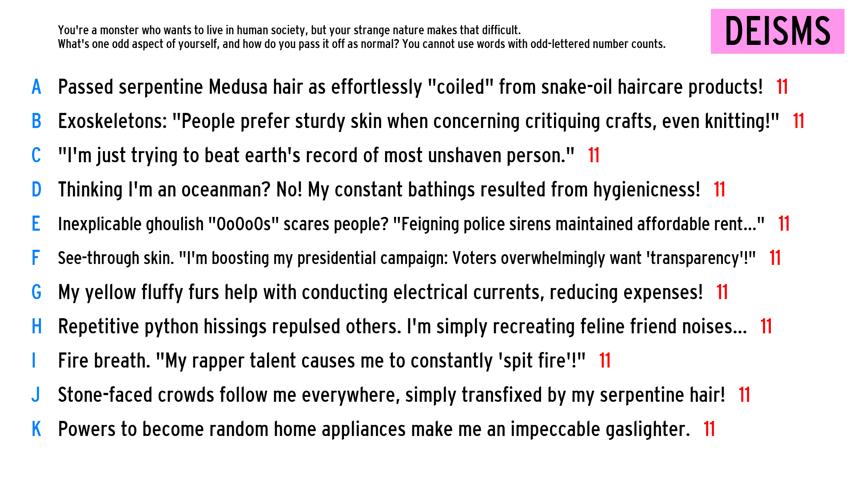 You're a monster who wants to live in human society, but your strange nature makes that difficult.
What's one odd aspect of yourself, and how do you pass it off as normal? You cannot use words with odd-lettered number counts.
DEISMS
A Passed serpentine Medusa hair as effortlessly "coiled" from snake-oil haircare products! 11
B Exoskeletons: "People prefer sturdy skin when concerning critiquing crafts, even knitting!" 11
C "I'm just trying to beat earth's record of most unshaven person." 11
D Thinking I'm an oceanman? No! My constant bathings resulted from hygienicness! 11
E Inexplicable ghoulish "OoOoOs" scares people? "Feigning police sirens maintained affordable rent..." 11
F See-through skin. "I'm boosting my presidential campaign: Voters overwhelmingly want 'transparency'!" 11
G My yellow fluffy furs help with conducting electrical currents, reducing expenses! 11
H Repetitive python hissings repulsed others. I'm simply recreating feline friend noises... 11
I Fire breath. "My rapper talent causes me to constantly 'spit fire'!" 11
J Stone-faced crowds follow me everywhere, simply transfixed by my serpentine hair! 11
K Powers to become random home appliances make me an impeccable gaslighter. 11